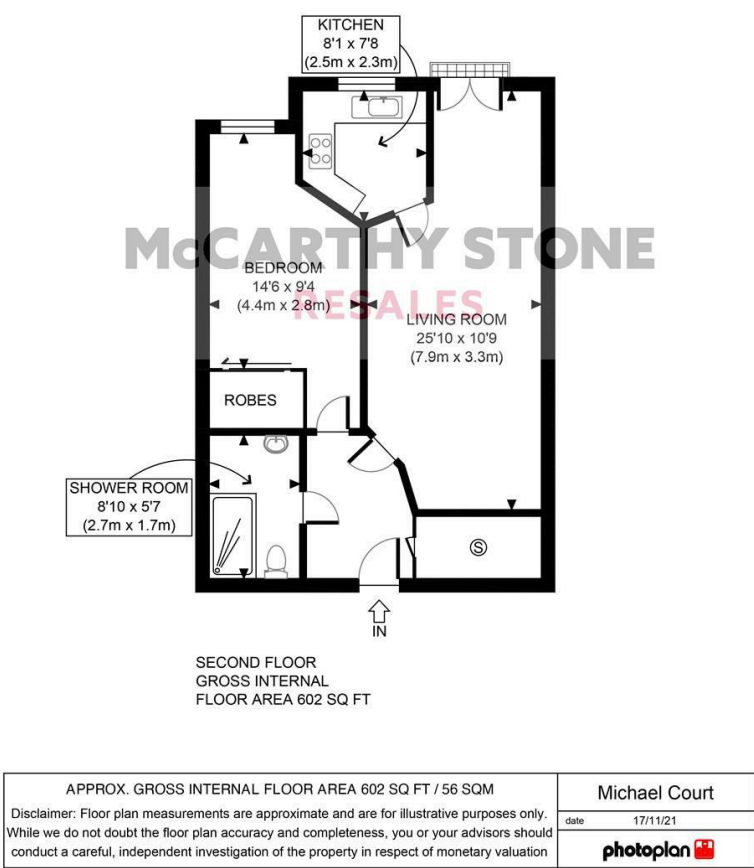 KITCHEN
8'1 x 7'8
(2.5m x 2.3m)
McCARTHY STONE
RESALES
BEDROOM
14'6 x 9'4
(4.4m x 2.8m)
LIVING ROOM
25'10 x 10'9
(7.9m x 3.3m)
ROBES
SHOWER ROOM
8'10 x 5'7
(2.7m x 1.7m)
S
IN
SECOND FLOOR
GROSS INTERNAL
FLOOR AREA 602 SQ FT
APPROX. GROSS INTERNAL FLOOR AREA 602 SQ FT / 56 SQM
Disclaimer: Floor plan measurements are approximate and are for illustrative purposes only.
While we do not doubt the floor plan accuracy and completeness, you or your advisors should
conduct a careful, independent investigation of the property in respect of monetary valuation
Michael Court
date 17/11/21
photoplan